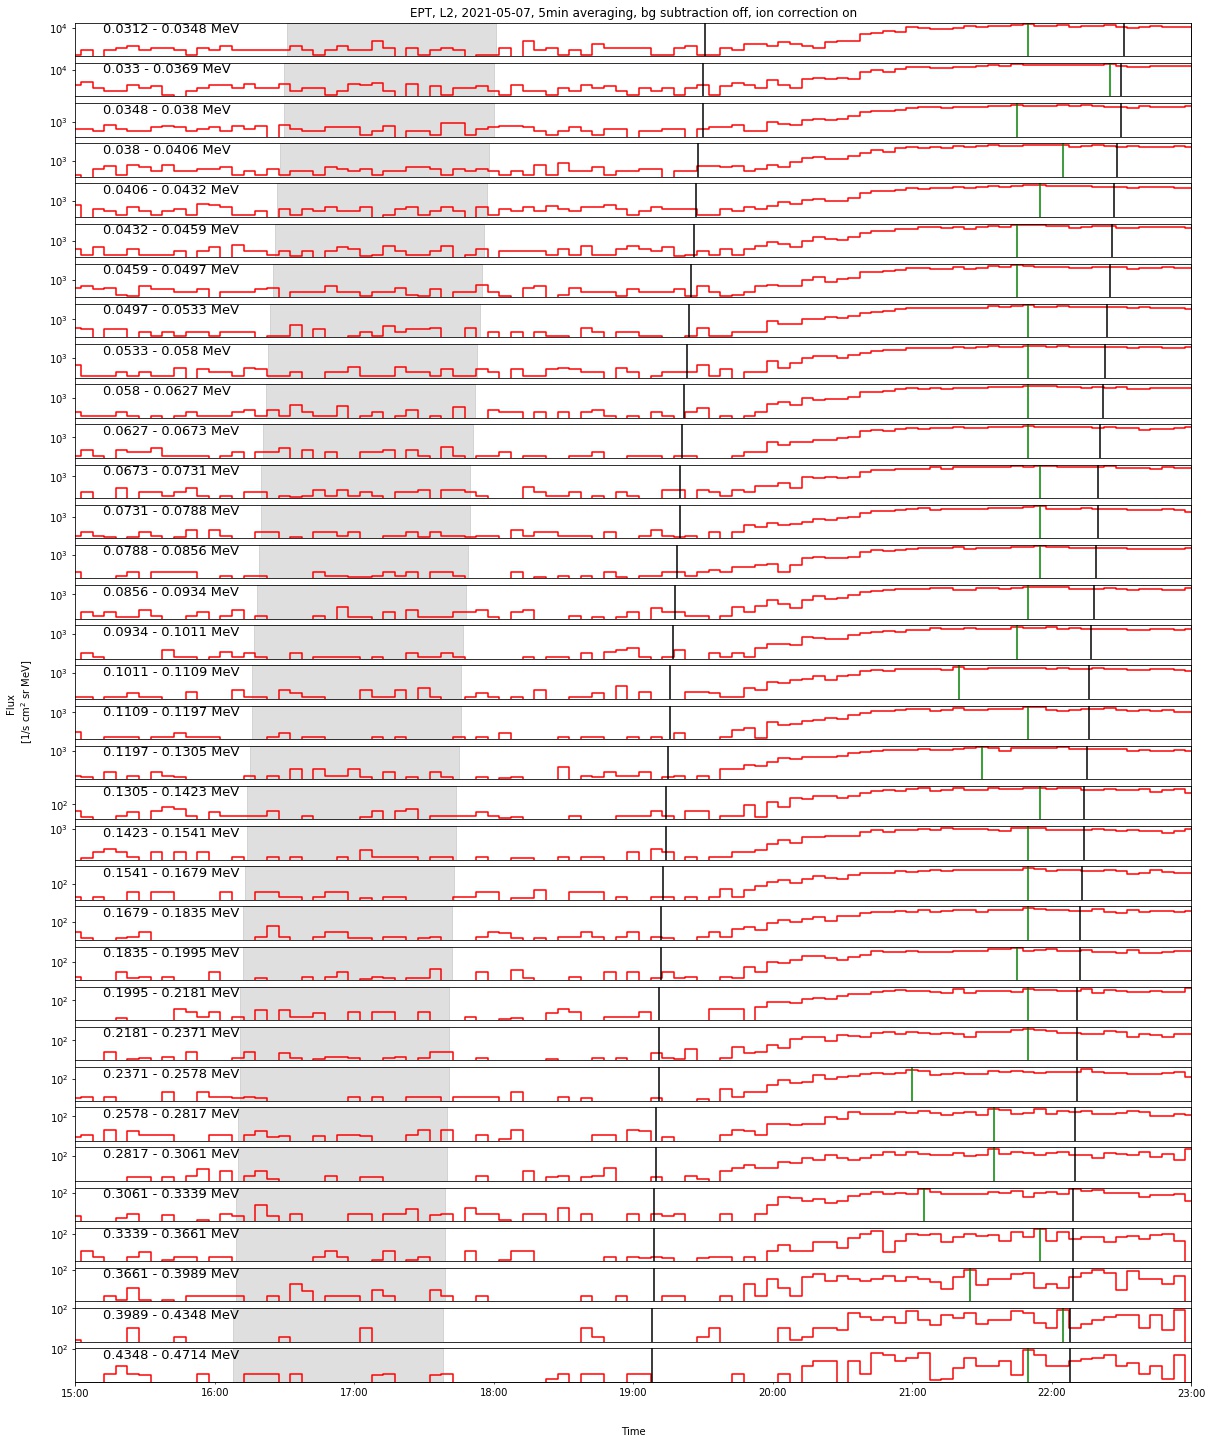 EPT, L2, 2021-05-07, 5min averaging, bg subtraction off, ion correction on
10⁴ 0.0312 - 0.0348 MeV
10⁴ 0.033 - 0.0369 MeV
10³ 0.0348 - 0.038 MeV
10³ 0.038 - 0.0406 MeV
10³ 0.0406 - 0.0432 MeV
10³ 0.0432 - 0.0459 MeV
10³ 0.0459 - 0.0497 MeV
10³ 0.0497 - 0.0533 MeV
10³ 0.0533 - 0.058 MeV
10³ 0.058 - 0.0627 MeV
10³ 0.0627 - 0.0673 MeV
10³ 0.0673 - 0.0731 MeV
10³ 0.0731 - 0.0788 MeV
10³ 0.0788 - 0.0856 MeV
10³ 0.0856 - 0.0934 MeV
10³ 0.0934 - 0.1011 MeV
10³ 0.1011 - 0.1109 MeV
10³ 0.1109 - 0.1197 MeV
10³ 0.1197 - 0.1305 MeV
10² 0.1305 - 0.1423 MeV
10³ 0.1423 - 0.1541 MeV
10² 0.1541 - 0.1679 MeV
10² 0.1679 - 0.1835 MeV
10² 0.1835 - 0.1995 MeV
10² 0.1995 - 0.2181 MeV
10² 0.2181 - 0.2371 MeV
10² 0.2371 - 0.2578 MeV
10² 0.2578 - 0.2817 MeV
10² 0.2817 - 0.3061 MeV
10² 0.3061 - 0.3339 MeV
10² 0.3339 - 0.3661 MeV
10² 0.3661 - 0.3989 MeV
10² 0.3989 - 0.4348 MeV
10² 0.4348 - 0.4714 MeV
Flux
[1/s cm² sr MeV]
15:00 16:00 17:00 18:00 19:00 20:00 21:00 22:00 23:00
Time